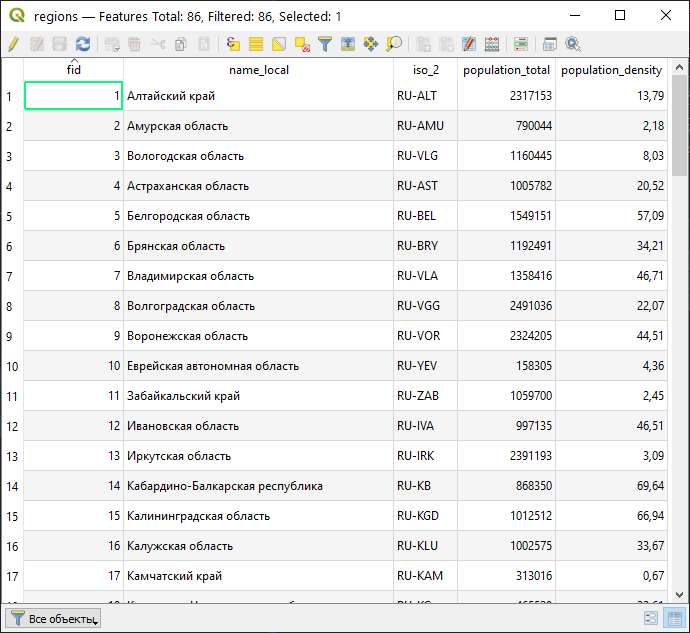 regions — Features Total: 86, Filtered: 86, Selected: 1
fid name_local iso_2 population_total population_density
1 1 Алтайский край RU-ALT 2317153 13,79
2 2 Амурская область RU-AMU 790044 2,18
3 3 Вологодская область RU-VLG 1160445 8,03
4 4 Астраханская область RU-AST 1005782 20,52
5 5 Белгородская область RU-BEL 1549151 57,09
6 6 Брянская область RU-BRY 1192491 34,21
7 7 Владимирская область RU-VLA 1358416 46,71
8 8 Волгоградская область RU-VGG 2491036 22,07
9 9 Воронежская область RU-VOR 2324205 44,51
10 10 Еврейская автономная область RU-YEV 158305 4,36
11 11 Забайкальский край RU-ZAB 1059700 2,45
12 12 Ивановская область RU-IVA 997135 46,51
13 13 Иркутская область RU-IRK 2391193 3,09
14 14 Кабардино-Балкарская республика RU-KB 868350 69,64
15 15 Калининградская область RU-KGD 1012512 66,94
16 16 Калужская область RU-KLU 1002575 33,67
17 17 Камчатский край RU-KAM 313016 0,67
Все объекты